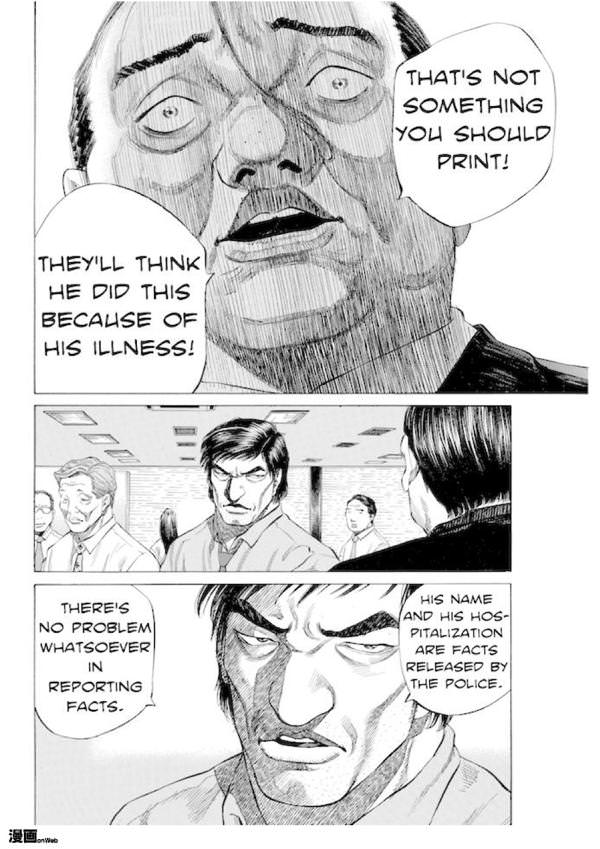 THAT'S NOT
SOMETHING
YOU SHOULD
PRINT!
THEY'LL THINK
HE DID THIS
BECAUSE OF
HIS ILLNESS!
HIS NAME
AND HIS HOS-
PITALIZATION
ARE FACTS
RELEASED BY
THE POLICE.
THERE'S
NO PROBLEM
WHATSOEVER
IN
REPORTING
FACTS.
漫画onWeb